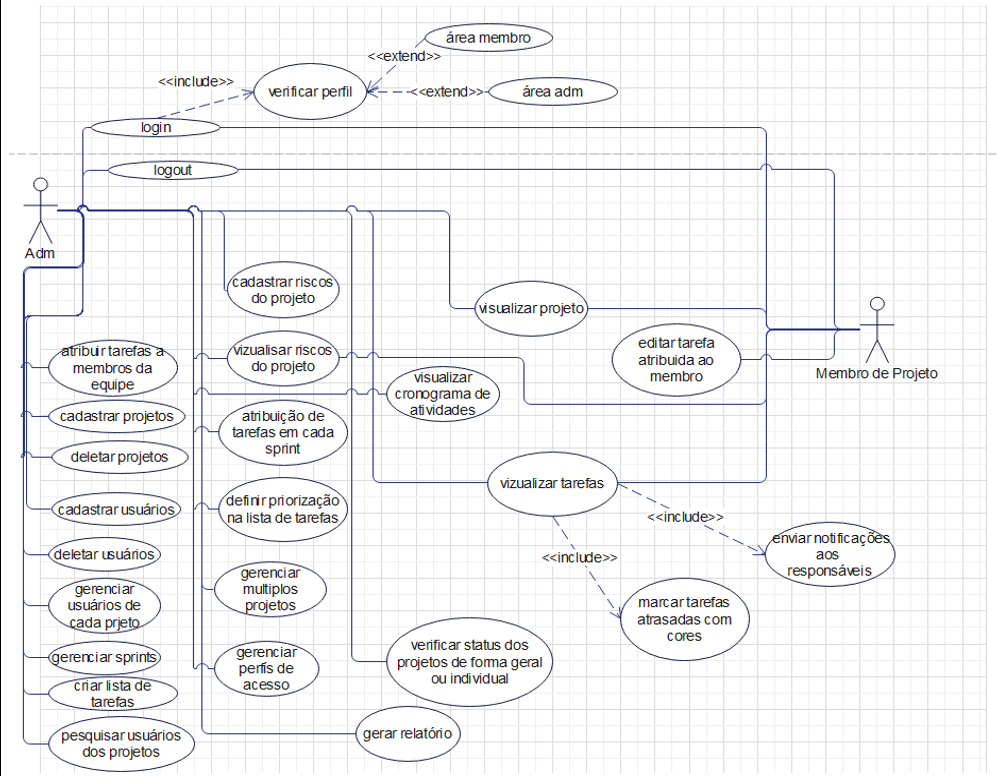 área membro
<<extend>>
<<include>>
verificar perfil
<<extend>>
área adm
login
logout
Adm
cadastrar riscos
do projeto
visualizar projeto
editar tarefa
atribuida ao
membro
Membro de Projeto
atribuir tarefas a
membros da
equipe
vizualisar riscos
do projeto
visualizar
cronograma de
atividades
cadastrar projetos
atribuição de
tarefas em cada
sprint
deletar projetos
vizualizar tarefas
cadastrar usuários
definir priorização
na lista de tarefas
<<include>>
enviar notificações
aos
responsáveis
deletar usuários
<<include>>
gerenciar
usuários de
cada prjeto
gerenciar
multiplos
projetos
marcar tarefas
atrasadas com
cores
gerenciar sprints
gerenciar
perfís de
acesso
verificar status dos
projetos de forma geral
ou individual
criar lista de
tarefas
pesquisar usuários
dos projetos
gerar relatório